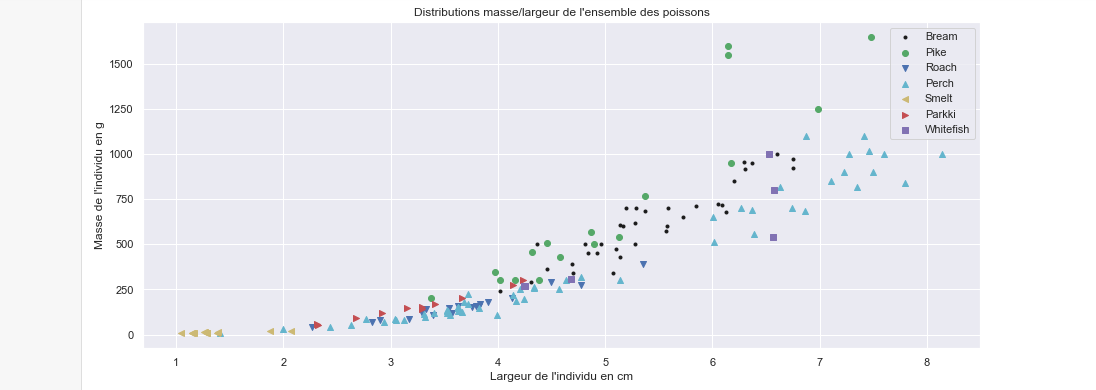 Distributions masse/largeur de l'ensemble des poissons
Masse de l'individu en g
1500
1250
1000
750
500
250
0
Bream
Pike
Roach
Perch
Smelt
Parkki
Whitefish
1 2 3 4 5 6 7 8
Largeur de l'individu en cm